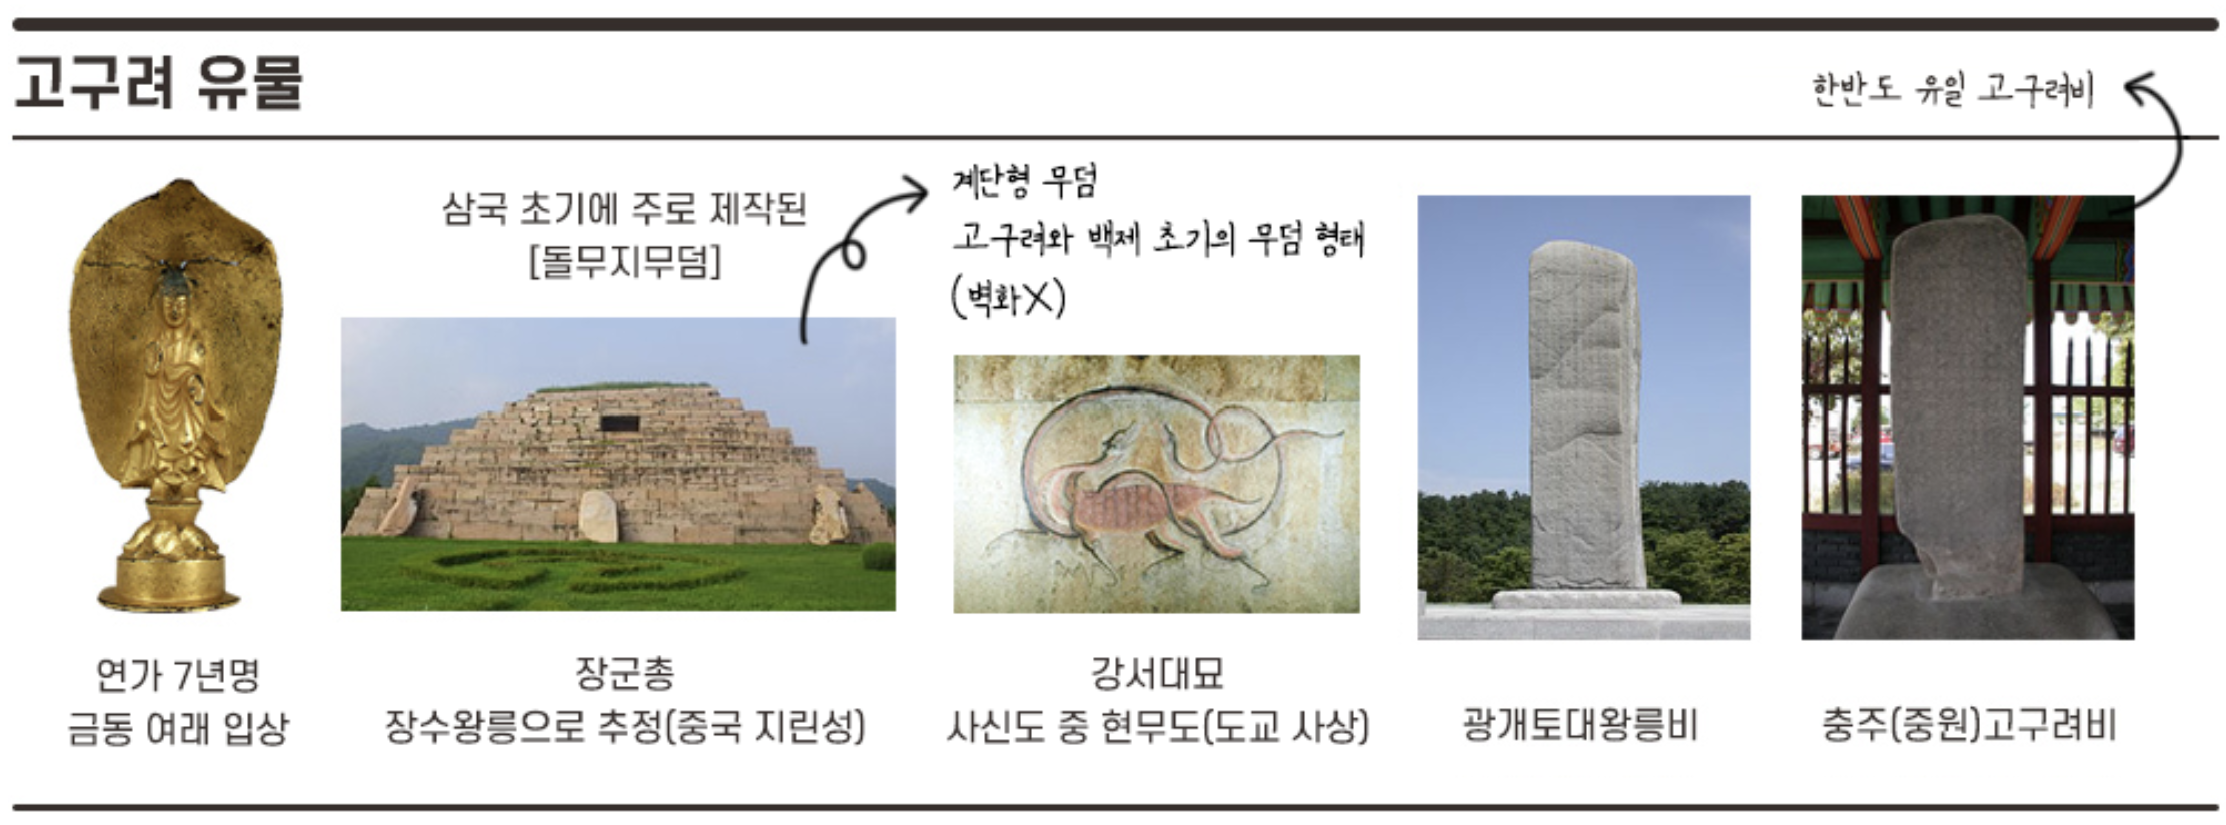 고구려 유물
한반도 유일 고구려비
삼국 초기에 주로 제작된
[돌무지무덤]
계단형 무덤
고구려와 백제 초기의 무덤 형태
(벽화X)
연가 7년명
금동 여래 입상
장군총
장수왕릉으로 추정(중국 지린성)
강서대묘
사신도 중 현무도(도교 사상)
광개토대왕릉비
충주(중원)고구려비